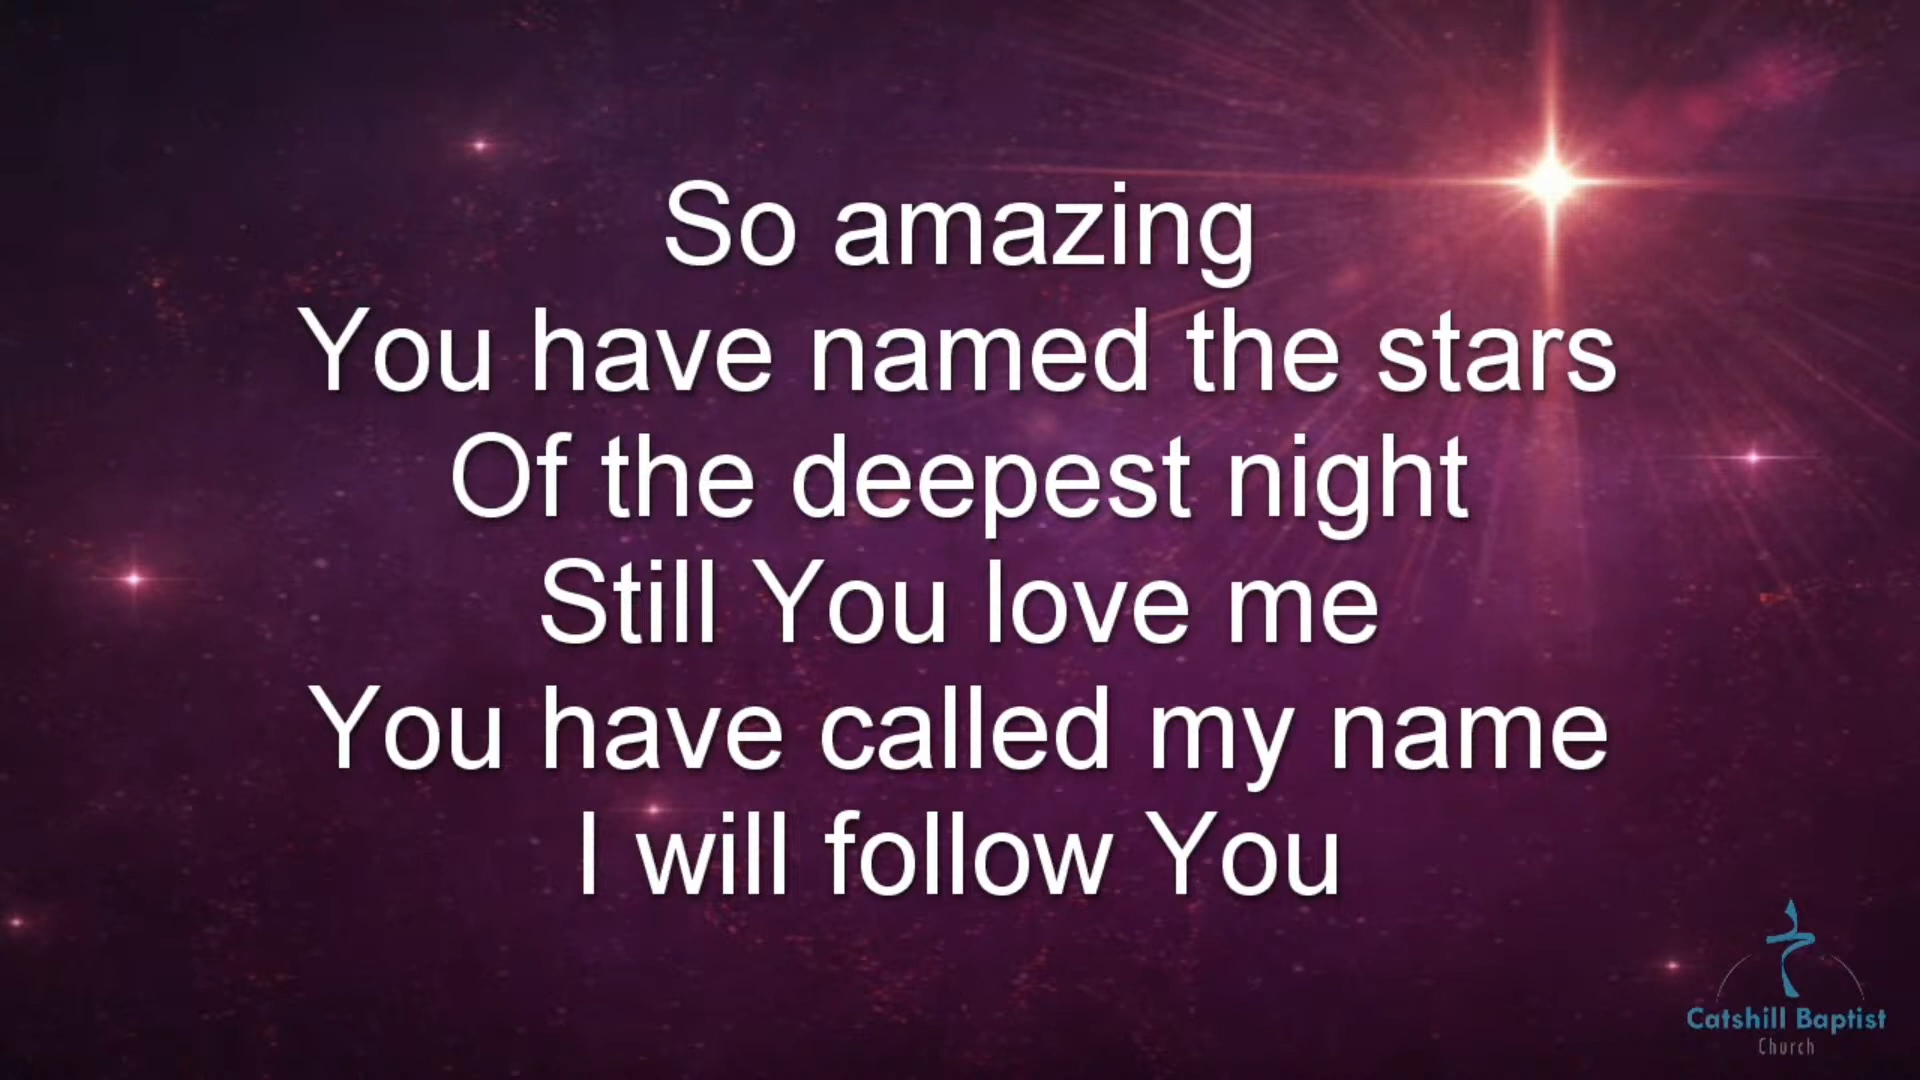 So amazing
You have named the stars
Of the deepest night
Still You love me
You have called my name
I will follow You
Catshill Baptist
Church